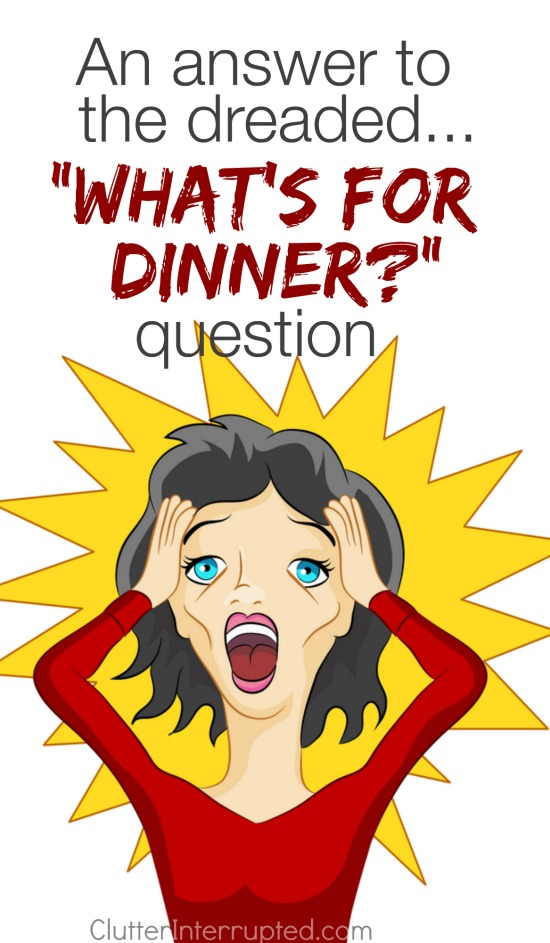 An answer to
the dreaded...
"WHAT'S FOR
DINNER?"
question
ClutterInterrupted.com